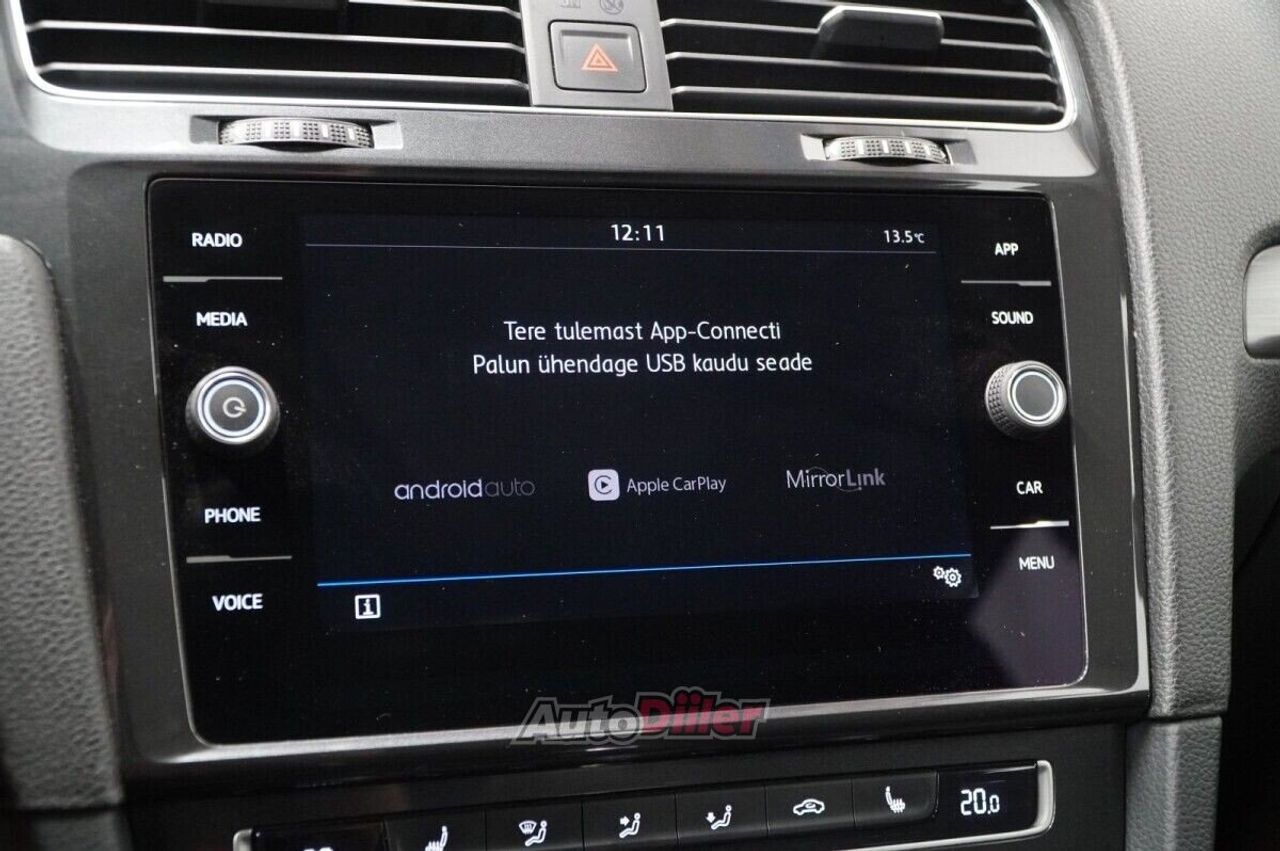 RADIO
MEDIA
PHONE
VOICE
12:11
13.5°C
Tere tulemast App-Connecti
Palun ühendage USB kaudu seade
androidauto
Apple CarPlay
MirrorLink
i
APP
SOUND
CAR
MENU
AutoDiiler
20.0